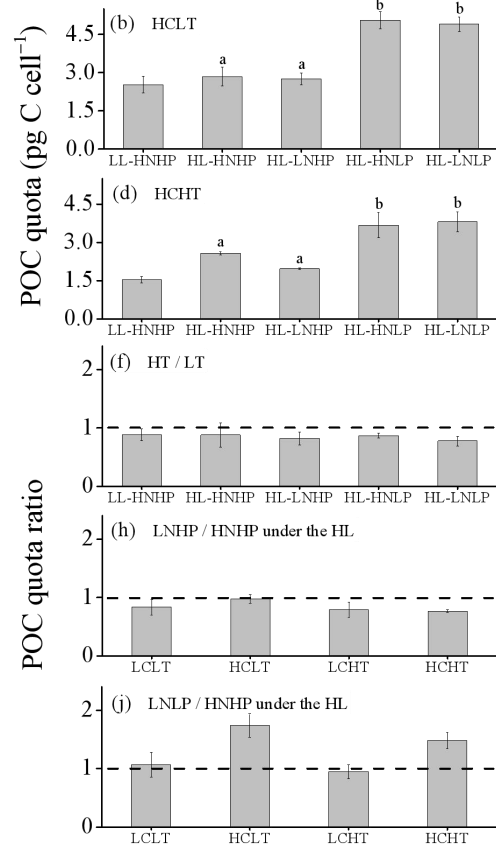 POC quota (pg C cell⁻¹)
(b) HCLT
4.5
3.0
1.5
0.0
a
a
b
b
LL-HNHP HL-HNHP HL-LNHP HL-HNLP HL-LNLP
(d) HCHT
4.5
3.0
1.5
0.0
a
a
b
b
LL-HNHP HL-HNHP HL-LNHP HL-HNLP HL-LNLP
POC quota ratio
(f) HT / LT
2
1
0
LL-HNHP HL-HNHP HL-LNHP HL-HNLP HL-LNLP
(h) LNHP / HNHP under the HL
2
1
0
LCLT HCLT LCHT HCHT
(j) LNLP / HNHP under the HL
2
1
0
LCLT HCLT LCHT HCHT